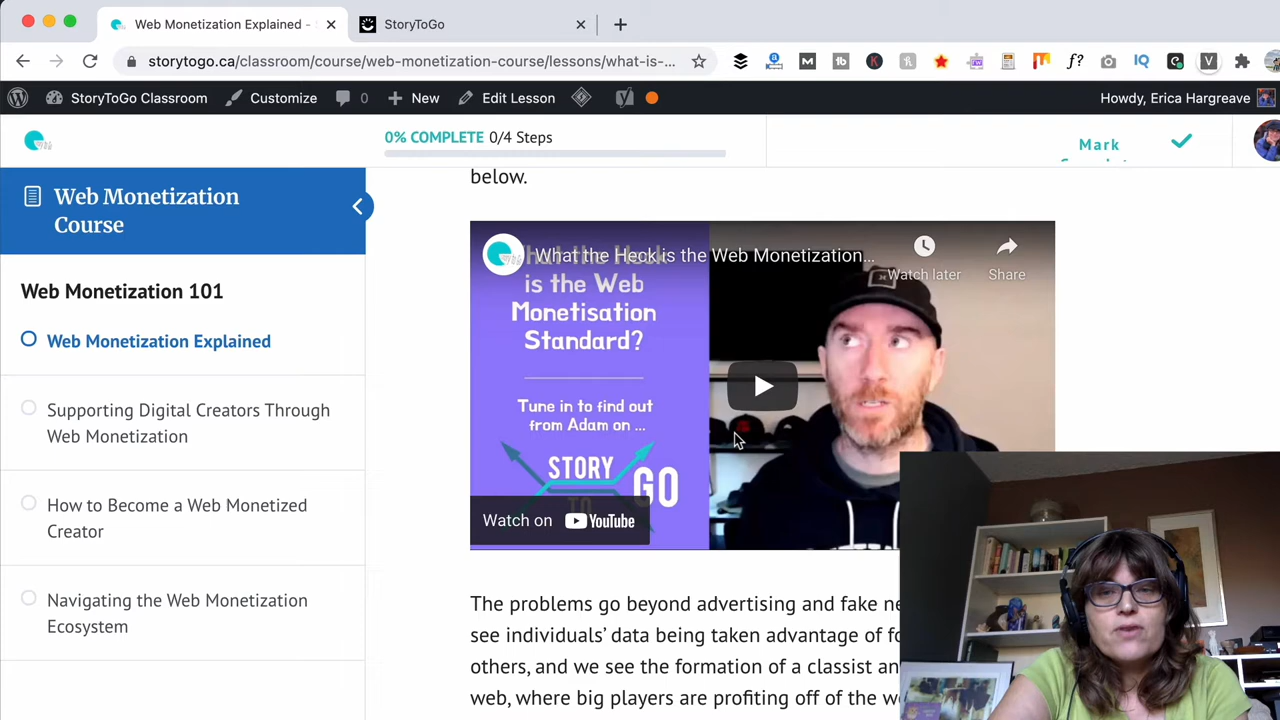 Web Monetization Explained -
StoryToGo
storytogo.ca/classroom/course/web-monetization-course/lessons/what-is-...
StoryToGo Classroom
Customize
0
New
Edit Lesson
Howdy, Erica Hargreave
0% COMPLETE 0/4 Steps
Mark
Web Monetization
Course
Web Monetization 101
Web Monetization Explained
Supporting Digital Creators Through
Web Monetization
How to Become a Web Monetized
Creator
Navigating the Web Monetization
Ecosystem
below.
What the Heck is the Web Monetization...
Watch later
Share
is the Web
Monetisation
Standard?
Tune in to find out
from Adam on ...
STORY
TO
GO
Watch on YouTube
The problems go beyond advertising and fake
see individuals' data being taken advantage of
others, and we see the formation of a classist
web, where big players are profiting off of the